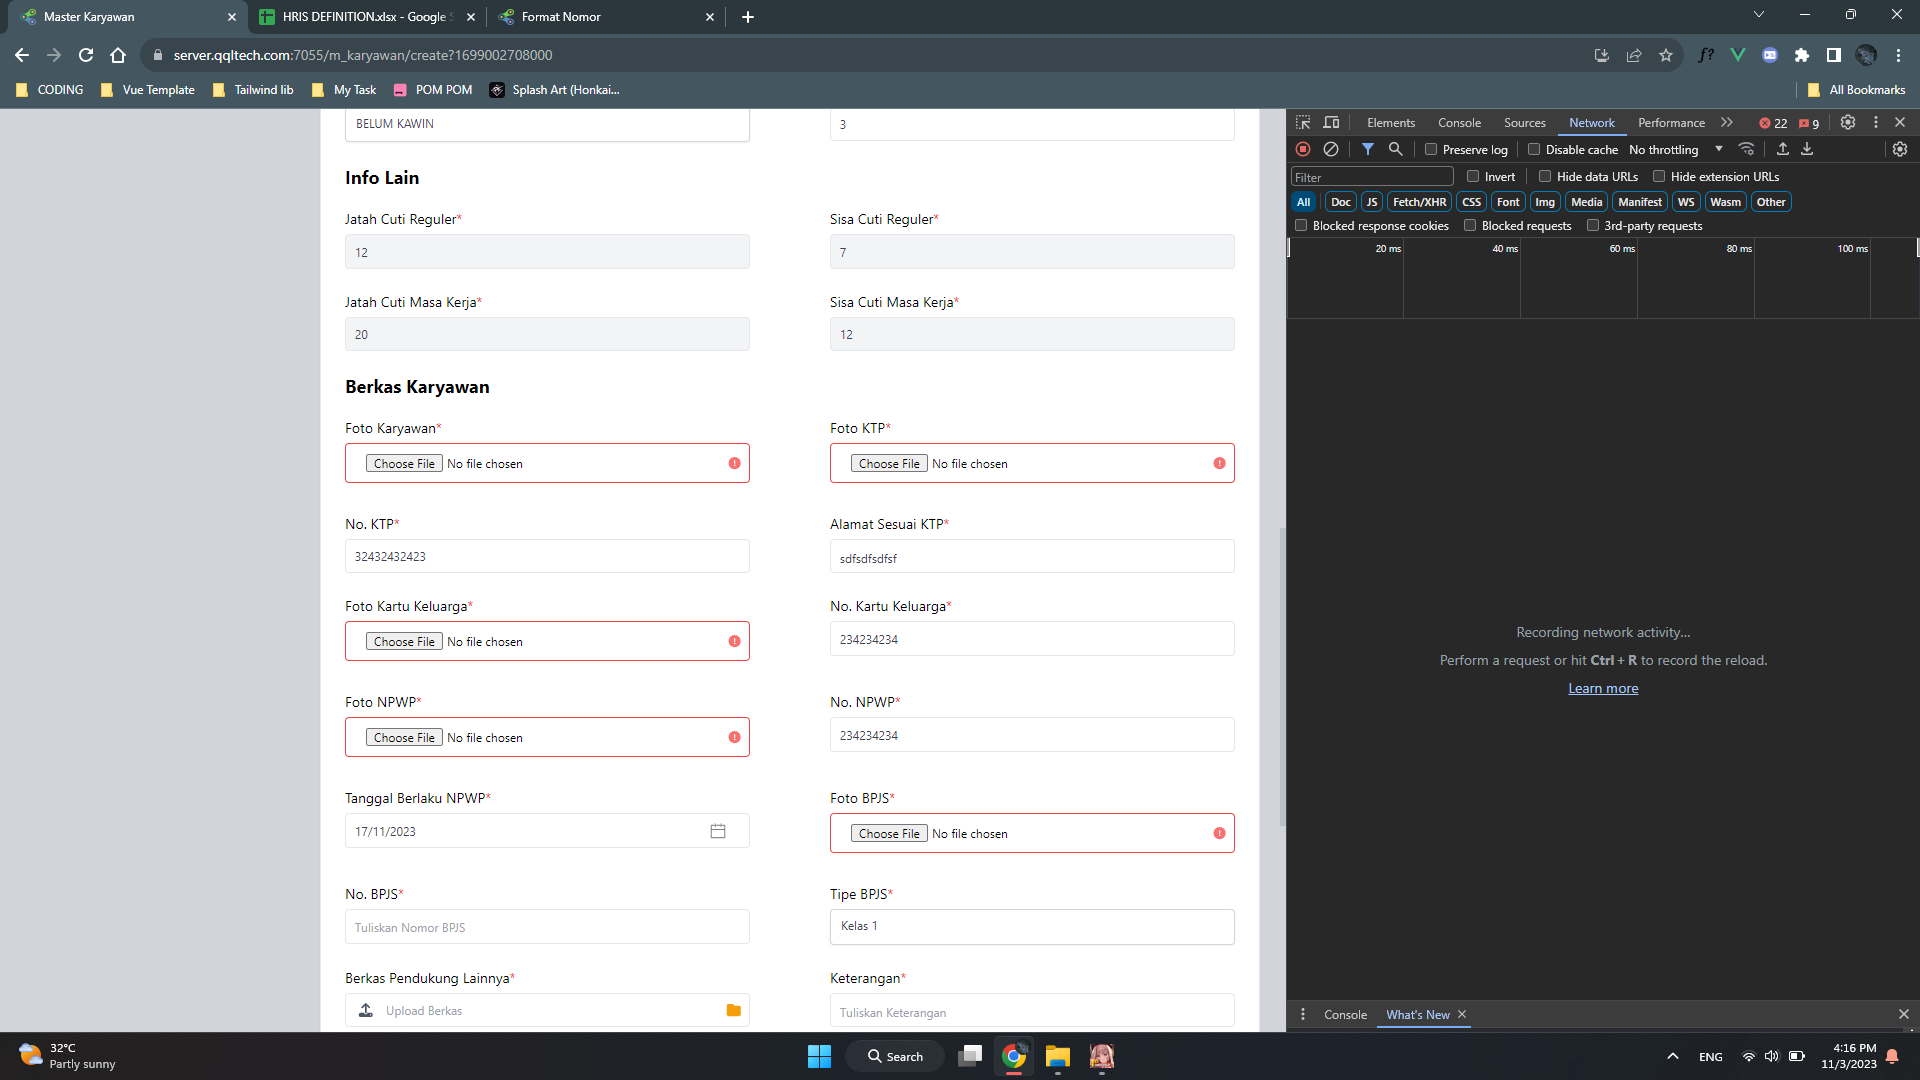 Master Karyawan
HRIS DEFINITION.xlsx - Google S
Format Nomor
server.qqltech.com:7055/m_karyawan/create?1699002708000
f?
CODING
Vue Template
Tailwind lib
My Task
POM POM
Splash Art (Honkai...
All Bookmarks
BELUM KAWIN
3
Info Lain
Jatah Cuti Reguler*
Sisa Cuti Reguler*
12
7
Jatah Cuti Masa Kerja*
Sisa Cuti Masa Kerja*
20
12
Berkas Karyawan
Foto Karyawan*
Foto KTP*
Choose File No file chosen
Choose File No file chosen
No. KTP*
Alamat Sesuai KTP*
32432432423
sdfsdfsdfsf
Foto Kartu Keluarga*
No. Kartu Keluarga*
Choose File No file chosen
234234234
Foto NPWP*
No. NPWP*
Choose File No file chosen
234234234
Tanggal Berlaku NPWP*
Foto BPJS*
17/11/2023
Choose File No file chosen
No. BPJS*
Tipe BPJS*
Tuliskan Nomor BPJS
Kelas 1
Berkas Pendukung Lainnya*
Keterangan*
Upload Berkas
Tuliskan Keterangan
Elements
Console
Sources
Network
Performance
22
9
Preserve log
Disable cache
No throttling
Filter
Invert
Hide data URLs
Hide extension URLs
All
Doc
JS
Fetch/XHR
CSS
Font
Img
Media
Manifest
WS
Wasm
Other
Blocked response cookies
Blocked requests
3rd-party requests
20 ms
40 ms
60 ms
80 ms
100 ms
Recording network activity...
Perform a request or hit Ctrl + R to record the reload.
Learn more
Console
What's New
32°C
Partly sunny
Search
ENG
4:16 PM
11/3/2023